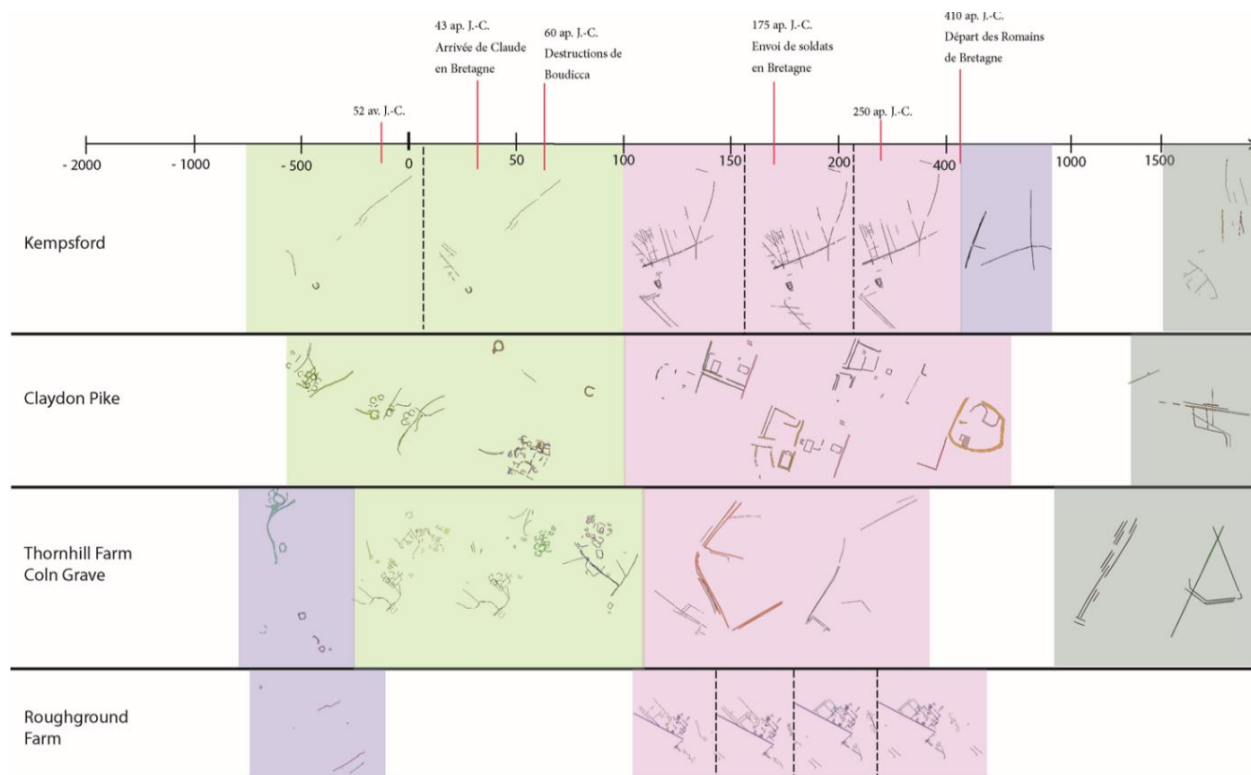 43 ap. J.-C.
Arrivée de Claude
en Bretagne
60 ap. J.-C.
Destructions de
Boudicca
175 ap. J.-C.
Envoi de soldats
en Bretagne
410 ap. J.-C.
Départ des Romains
de Bretagne
52 av. J.-C.
250 ap. J.-C.
- 2000
- 1000
- 500
0
50
100
150
200
400
1000
1500
Kempsford
Claydon Pike
Thornhill Farm
Coln Grave
Roughground
Farm